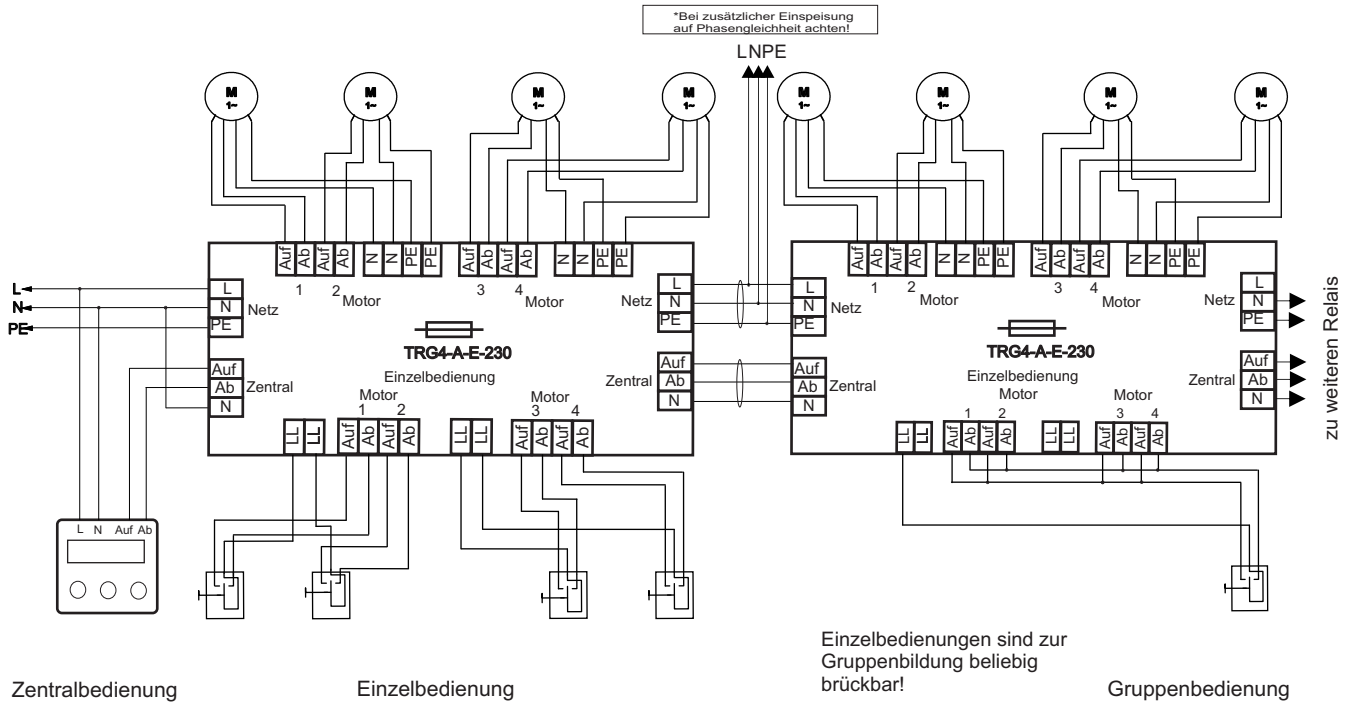 *Bei zusätzlicher Einspeisung
auf Phasengleichheit achten!
LNPE
M
1~
M
1~
M
1~
M
1~
M
1~
M
1~
M
1~
M
1~
Auf Ab Auf Ab N N PE PE
Auf Ab Auf Ab N N PE PE
Auf Ab Auf Ab N N PE PE
Auf Ab Auf Ab N N PE PE
1 2 Motor
3 4 Motor
1 2 Motor
3 4 Motor
L
N
PE
L
N
PE
Netz
Netz
L
N
PE
L
N
PE
Netz
Netz
L
N
PE
TRG4-A-E-230
Einzelbedienung
TRG4-A-E-230
Einzelbedienung
Auf
Ab
N
Zentral
Zentral
Auf
Ab
N
Auf
Ab
N
Zentral
Zentral
Auf
Ab
N
zu weiteren Relais
Motor
1 2
Motor
3 4
Motor
1 2
Motor
3 4
LL LL Auf Ab Auf Ab
LL LL Auf Ab Auf Ab
LL LL Auf Ab Auf Ab
LL LL Auf Ab Auf Ab
L N Auf Ab
Einzelbedienungen sind zur
Gruppenbildung beliebig
brückbar!
Zentralbedienung
Einzelbedienung
Gruppenbedienung